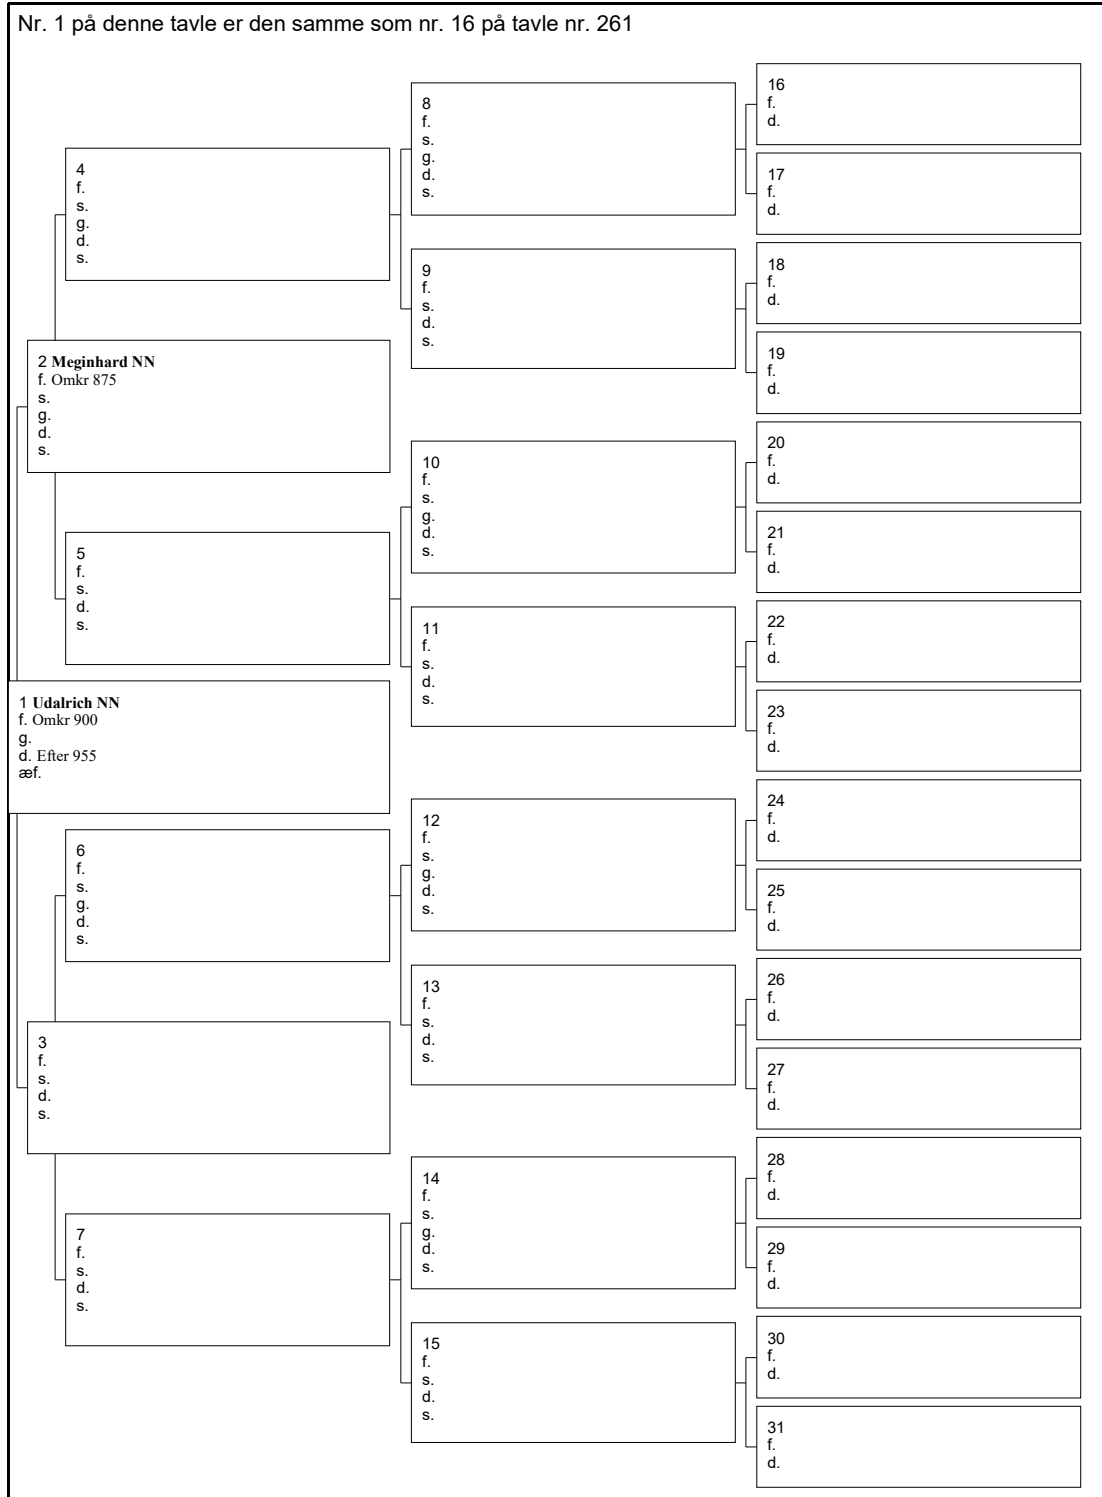 Nr. 1 på denne tavle er den samme som nr. 16 på tavle nr. 261
1 Udalrich NN
f. Omkr 900
g.
d. Efter 955
æf.
2 Meginhard NN
f. Omkr 875
s.
g.
d.
s.
3
f.
s.
d.
s.
4
f.
s.
g.
d.
s.
5
f.
s.
d.
s.
6
f.
s.
g.
d.
s.
7
f.
s.
d.
s.
8
f.
s.
g.
d.
s.
9
f.
s.
d.
s.
10
f.
s.
g.
d.
s.
11
f.
s.
d.
s.
12
f.
s.
g.
d.
s.
13
f.
s.
d.
s.
14
f.
s.
g.
d.
s.
15
f.
s.
d.
s.
16
f.
d.
17
f.
d.
18
f.
d.
19
f.
d.
20
f.
d.
21
f.
d.
22
f.
d.
23
f.
d.
24
f.
d.
25
f.
d.
26
f.
d.
27
f.
d.
28
f.
d.
29
f.
d.
30
f.
d.
31
f.
d.